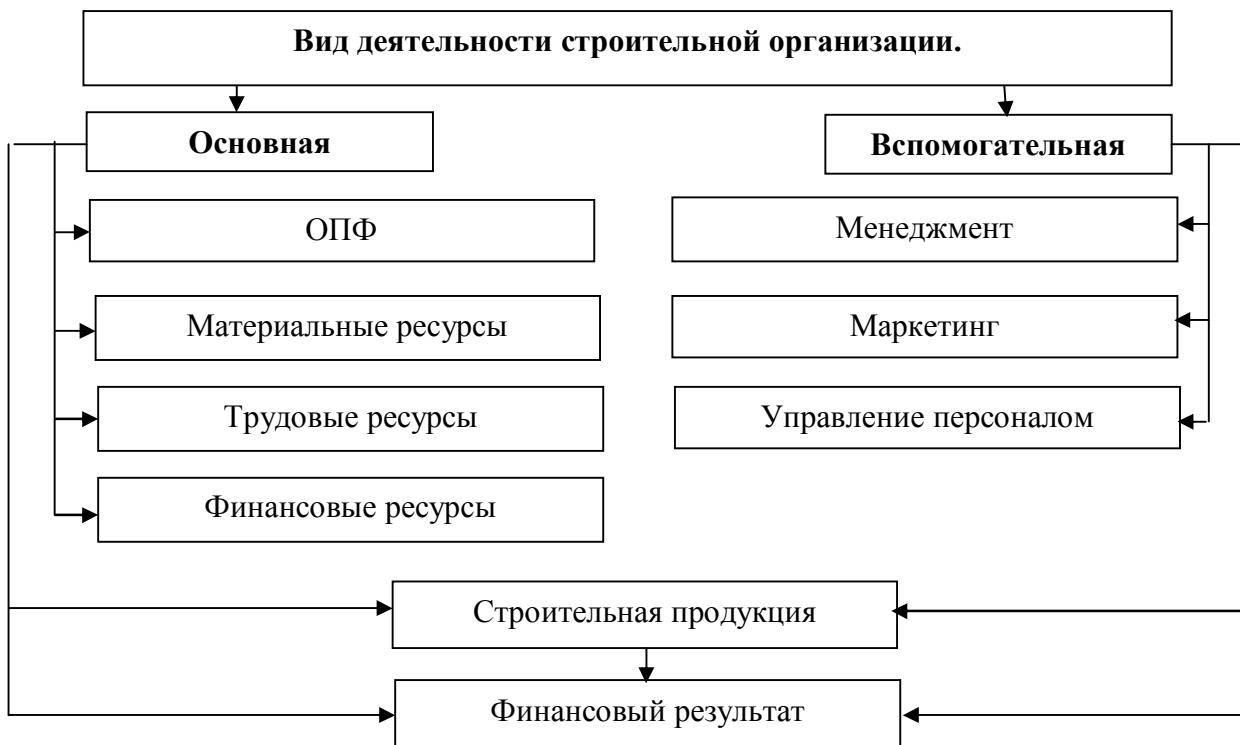 Вид деятельности строительной организации.
Основная
Вспомогательная
ОПФ
Менеджмент
Материальные ресурсы
Маркетинг
Трудовые ресурсы
Управление персоналом
Финансовые ресурсы
Строительная продукция
Финансовый результат